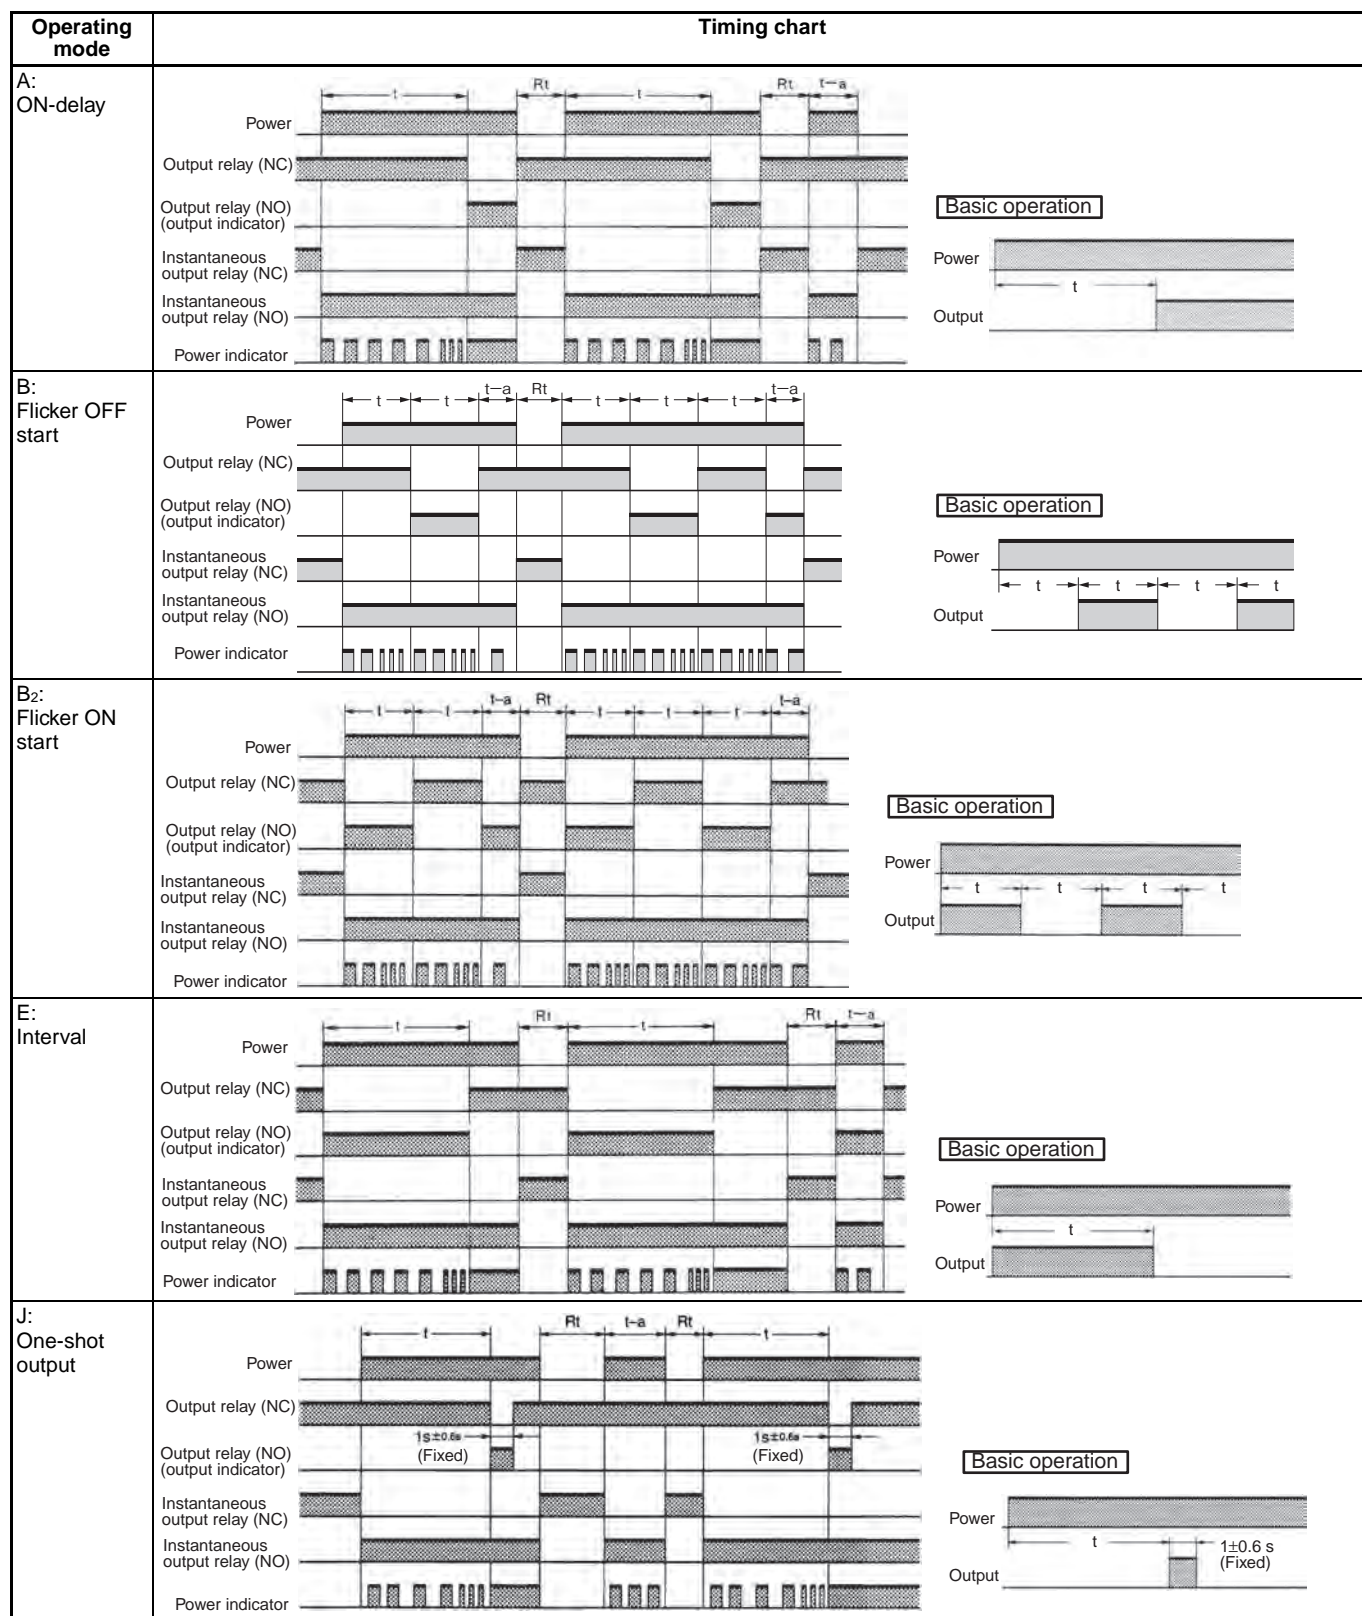 Operating
mode
Timing chart
A:
ON-delay
Rt
Rt
t–a
t
t
Power
Output relay (NC)
Output relay (NO)
(output indicator)
Instantaneous
output relay (NC)
Instantaneous
output relay (NO)
Power indicator
Basic operation
Power
t
Output
B:
Flicker OFF
start
t
t
t–a
Rt
t
t
t
t–a
Power
Output relay (NC)
Output relay (NO)
(output indicator)
Instantaneous
output relay (NC)
Instantaneous
output relay (NO)
Power indicator
Basic operation
Power
t
t
t
t
Output
B2:
Flicker ON
start
t
t
t–a
Rt
t
t
t
t–a
Power
Output relay (NC)
Output relay (NO)
(output indicator)
Instantaneous
output relay (NC)
Instantaneous
output relay (NO)
Power indicator
Basic operation
Power
t
t
t
t
Output
E:
Interval
t
Rt
t
Rt
t–a
Power
Output relay (NC)
Output relay (NO)
(output indicator)
Instantaneous
output relay (NC)
Instantaneous
output relay (NO)
Power indicator
Basic operation
Power
t
Output
J:
One-shot
output
t
Rt
t–a
Rt
t
Power
Output relay (NC)
1s±0.6s
(Fixed)
1s±0.6s
(Fixed)
Output relay (NO)
(output indicator)
Instantaneous
output relay (NC)
Instantaneous
output relay (NO)
Power indicator
Basic operation
Power
t
1±0.6 s
(Fixed)
Output